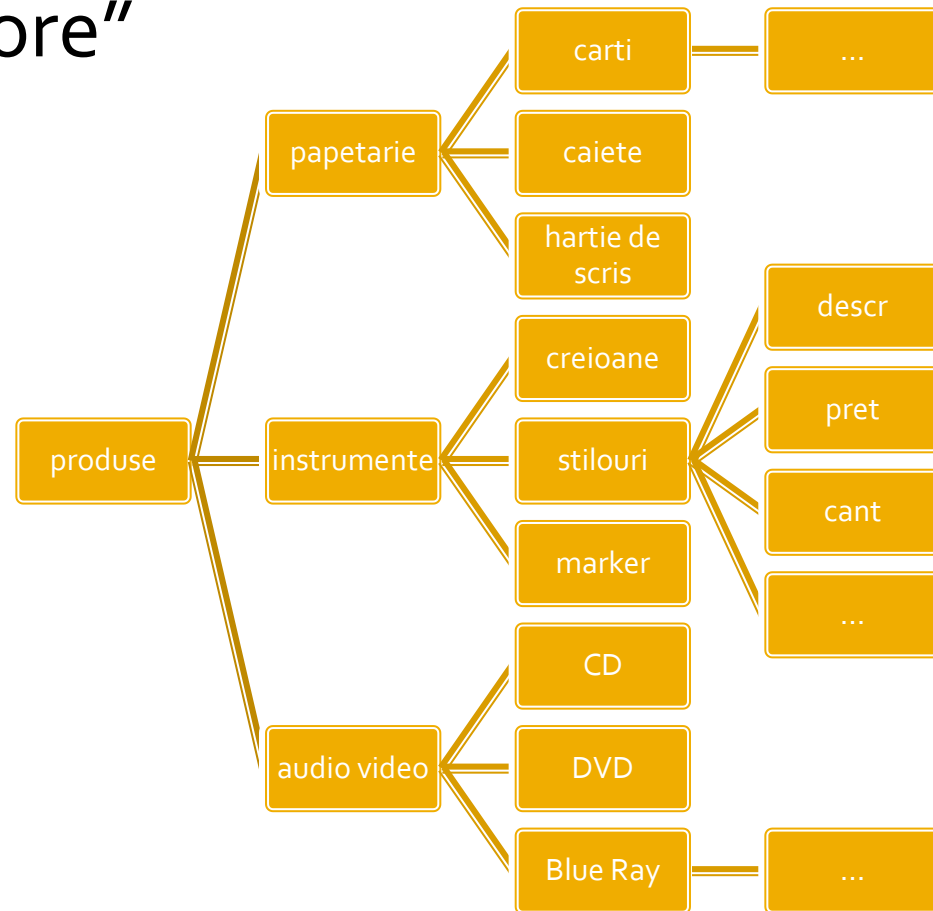 ore”
produse
papetarie
carti
...
caiete
hartie de
scris
instrumente
creioane
stilouri
descr
pret
cant
...
marker
audio video
CD
DVD
Blue Ray
...